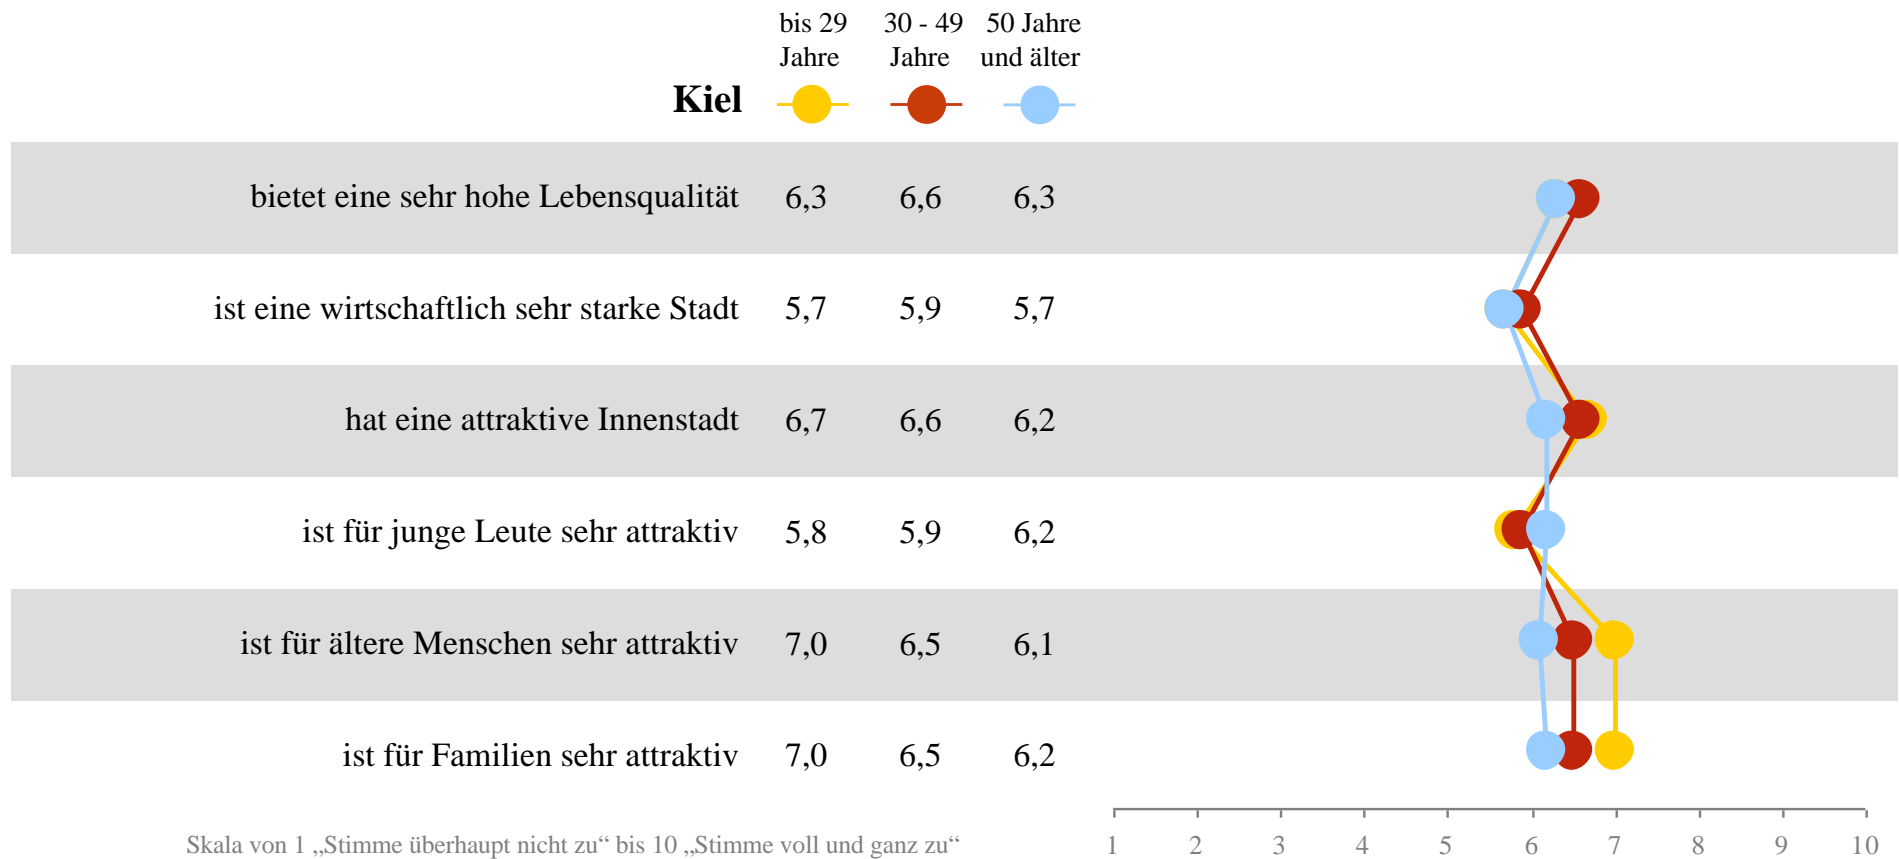 bis 29 30 - 49 50 Jahre
Jahre Jahre und älter
Kiel
bietet eine sehr hohe Lebensqualität 6,3 6,6 6,3
ist eine wirtschaftlich sehr starke Stadt 5,7 5,9 5,7
hat eine attraktive Innenstadt 6,7 6,6 6,2
ist für junge Leute sehr attraktiv 5,8 5,9 6,2
ist für ältere Menschen sehr attraktiv 7,0 6,5 6,1
ist für Familien sehr attraktiv 7,0 6,5 6,2
Skala von 1 „Stimme überhaupt nicht zu“ bis 10 „Stimme voll und ganz zu“ 1 2 3 4 5 6 7 8 9 10